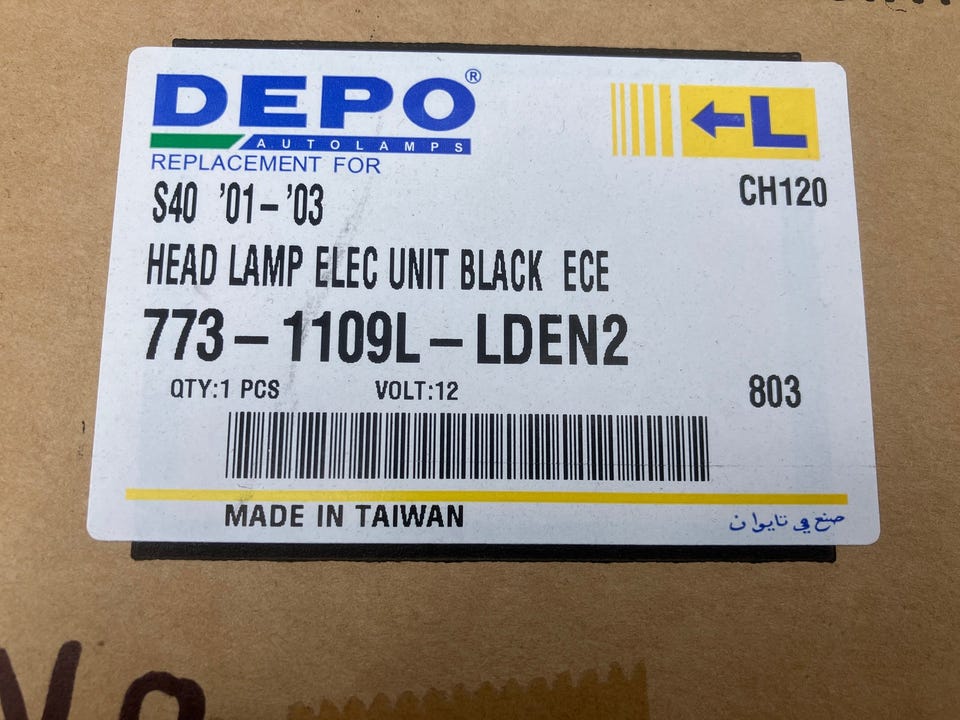 DEPO®
AUTOLAMPS
REPLACEMENT FOR
←L
S40 '01-'03
CH120
HEAD LAMP ELEC UNIT BLACK ECE
773-1109L-LDEN2
QTY:1 PCS VOLT:12
803
MADE IN TAIWAN
صنع في تايوان